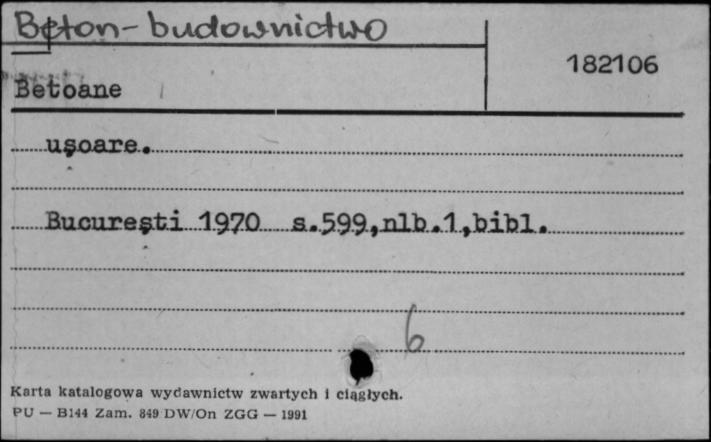 Beton-budownictwo
182106
Betoane
uşoare.
Bucureşti 1970 s.599,nlb.1,bibl.
6
Karta katalogowa wydawnictw zwartych i ciągłych.
PU — B144 Zam. 849 DW/On ZGG — 1991